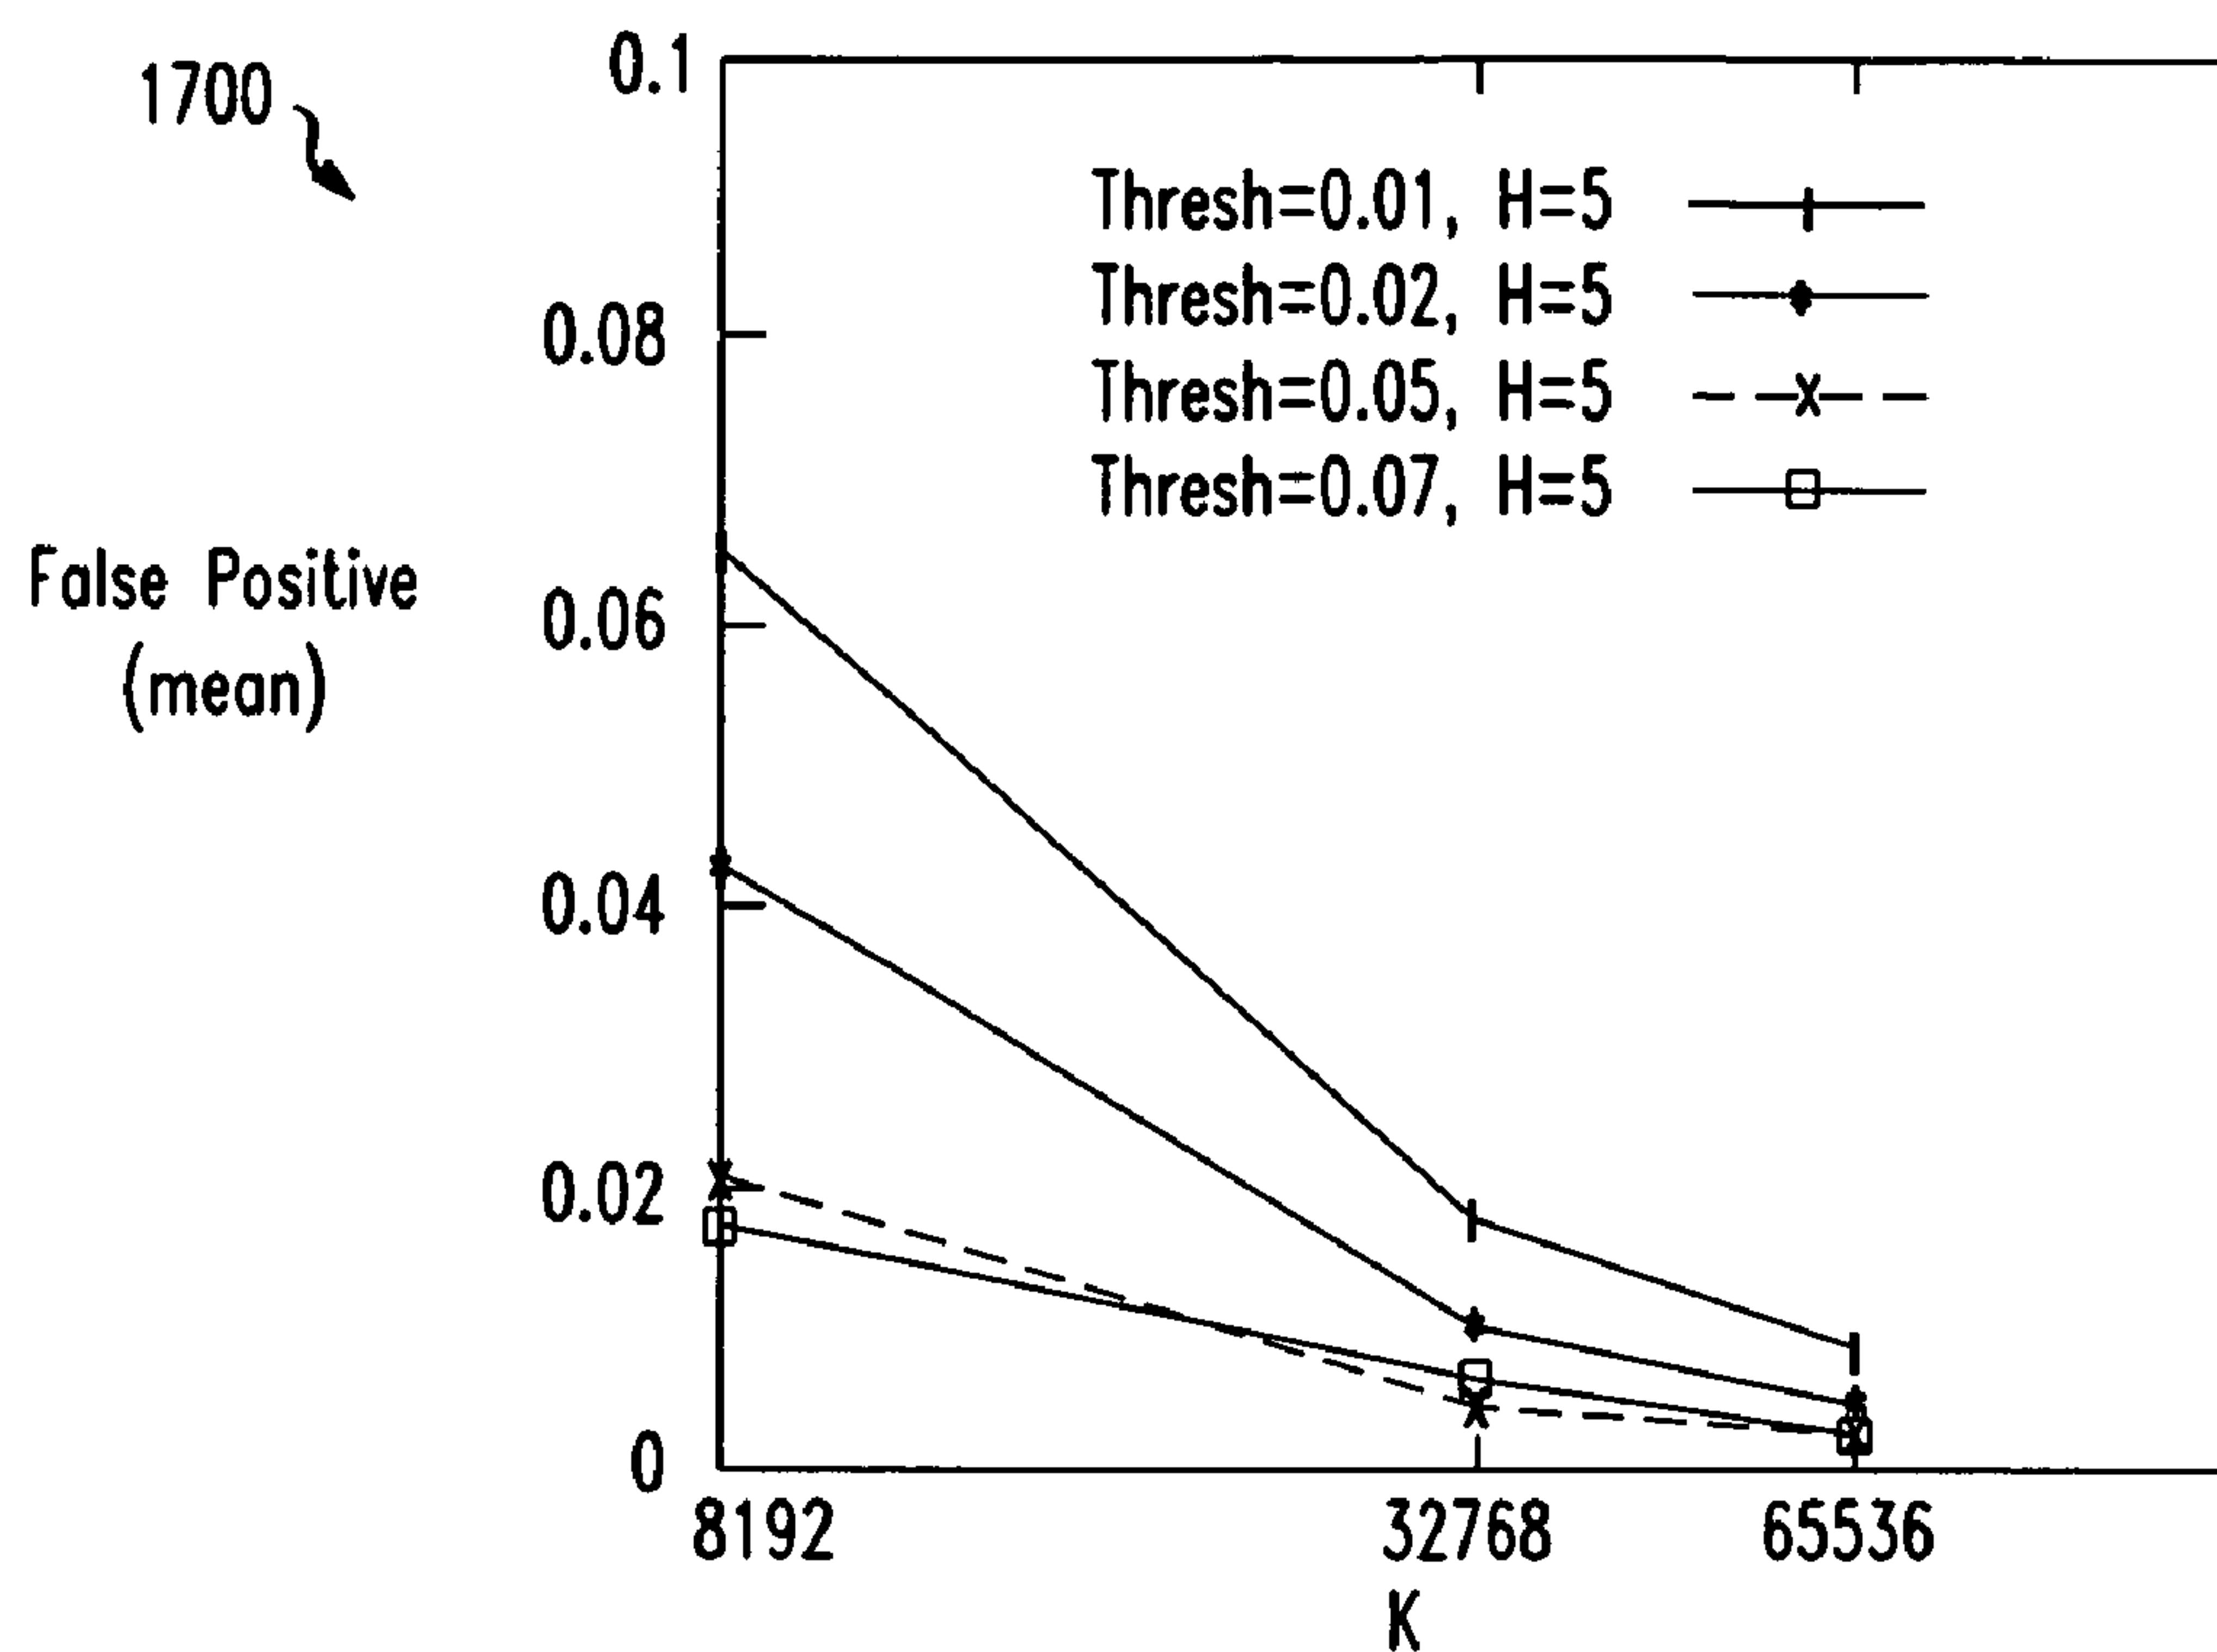 1700
0.1
Thresh=0.01, H=5
Thresh=0.02, H=5
Thresh=0.05, H=5
Thresh=0.07, H=5
0.08
False Positive
(mean)
0.06
0.04
0.02
0
8192 32768 65536
K